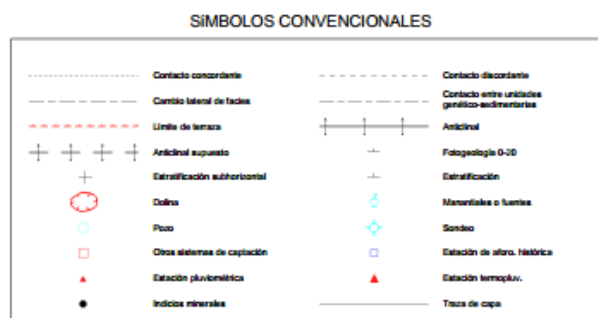 SíMBOLOS CONVENCIONALES
Contacto concordante
Contacto discordante
Cambio lateral de facies
Contacto entre unidades
genético-sedimentarias
Límite de terraza
Anticlinal
Anticlinal supuesto
Fotogeología 0-20
Estratificación subhorizontal
Estratificación
Dolina
Manantiales o fuentes
Pozo
Sondeo
Otros sistemas de captación
Estación de aforo. histórica
Estación pluviométrica
Estación termopluv.
Indicios minerales
Traza de capa